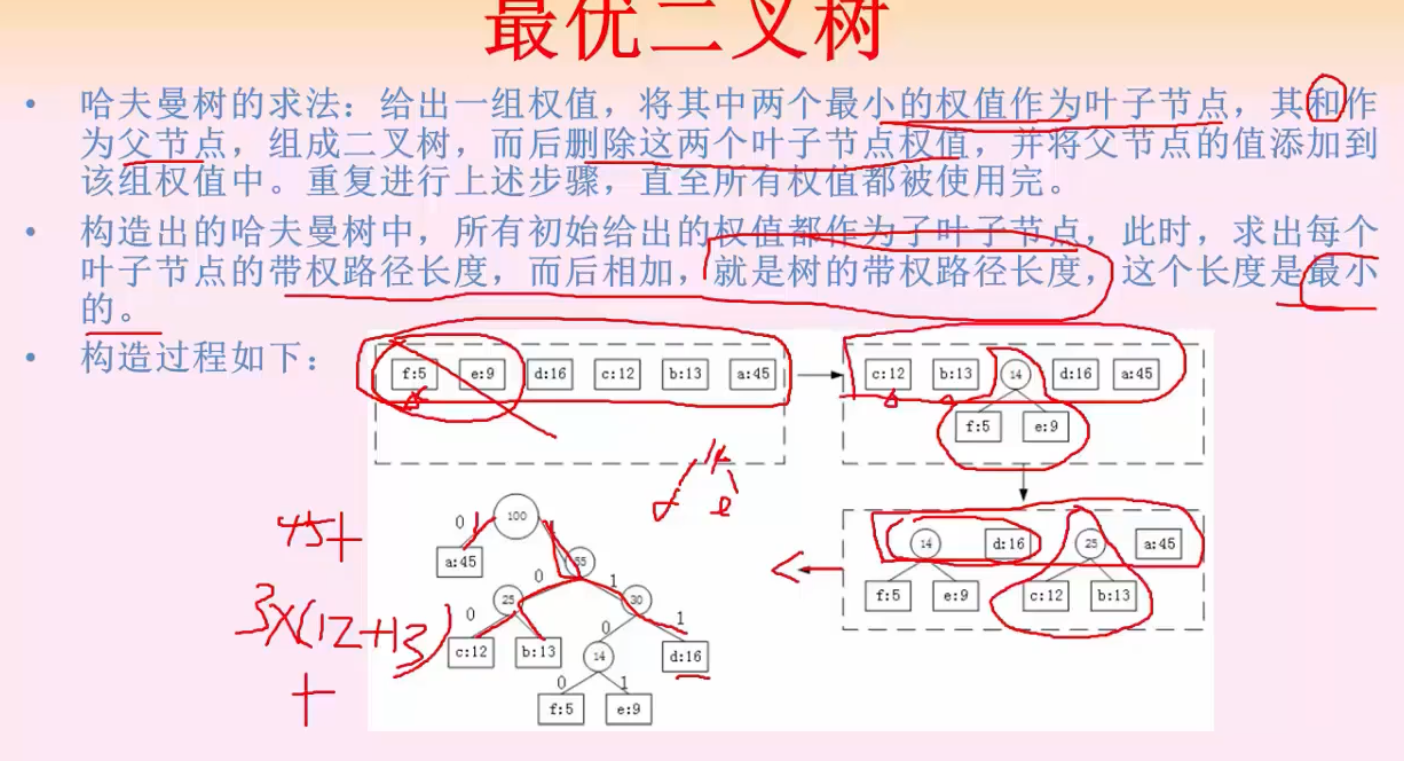 最优二叉树
• 哈夫曼树的求法：给出一组权值，将其中两个最小的权值作为叶子节点，其和作
为父节点，组成二叉树，而后删除这两个叶子节点权值，并将父节点的值添加到
该组权值中。重复进行上述步骤，直至所有权值都被使用完。
• 构造出的哈夫曼树中，所有初始给出的权值都作为了叶子节点，此时，求出每个
叶子节点的带权路径长度，而后相加，就是树的带权路径长度，这个长度是最小
的。
• 构造过程如下：
f:5 e:9 d:16 c:12 b:13 a:45
c:12 b:13 14 d:16 a:45
f:5 e:9
14 d:16 25 a:45
f:5 e:9 c:12 b:13
14
f e
100
0 1
a:45 55
0 1
25 30
0 0 1
c:12 b:13 14 d:16
0 1
f:5 e:9
45+
3×(12+13)
+